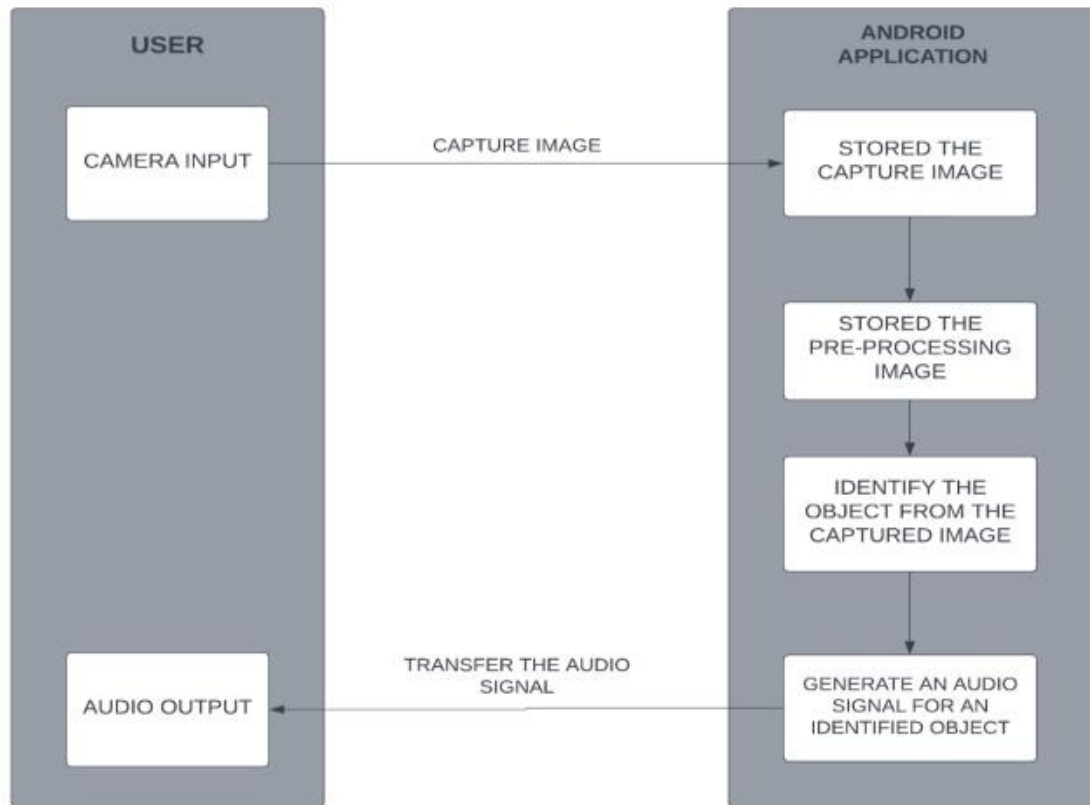 USER
ANDROID
APPLICATION
CAMERA INPUT
CAPTURE IMAGE
STORED THE
CAPTURE IMAGE
STORED THE
PRE-PROCESSING
IMAGE
IDENTIFY THE
OBJECT FROM THE
CAPTURED IMAGE
GENERATE AN AUDIO
SIGNAL FOR AN
IDENTIFIED OBJECT
TRANSFER THE AUDIO
SIGNAL
AUDIO OUTPUT